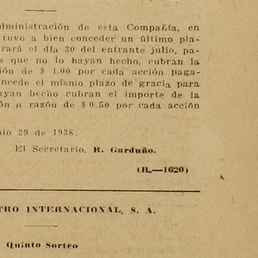 dministración de esta Compañía, en
tuvo a bien conceder un último pla-
rará el día 30 del entrante julio, pa-
s que no lo hayan hecho, cubran la
ión de $ 1.00 por cada acción paga-
ncede el mismo plazo de gracia para
ayan hecho cubran el importe de la
ón a razón de $ 0.50 por cada acción
nio 29 de 1938.
El Secretario, R. Garduño.
(R.—1620)
TRO INTERNACIONAL, S. A.
Quinto Sorteo